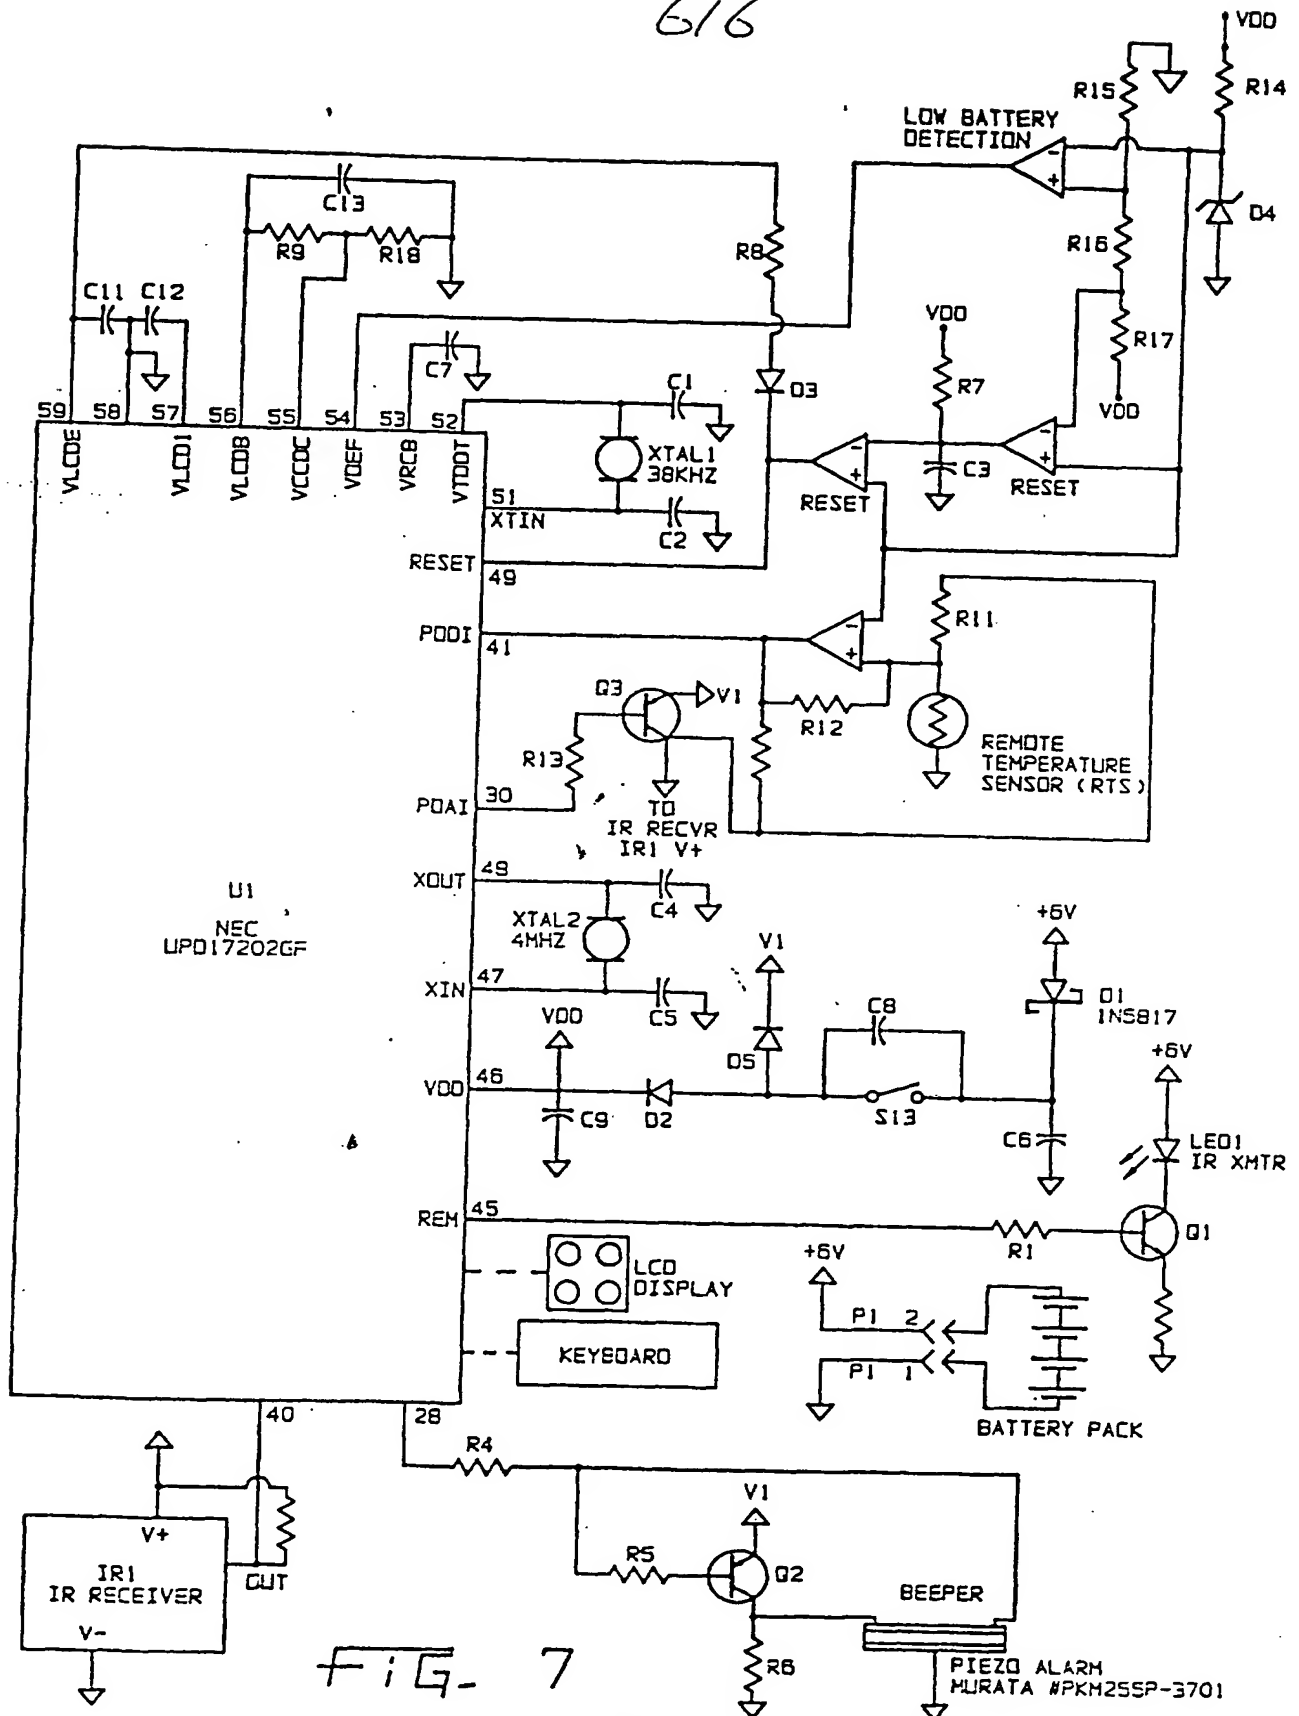 6/6
VDD
R15
R14
LOW BATTERY
DETECTION
-
+
C13
R9
R18
R8
R16
D4
C11
C12
VDD
R17
C7
C1
D3
R7
VDD
59
58
57
56
55
54
53
52
VLCDE
VLCD1
VLCDB
VCCDC
VDEF
VRCB
VTDDT
XTAL1
38KHZ
-
+
C3
-
+
RESET
RESET
51
XTIN
C2
RESET
49
-
+
R11
PODI
41
Q3
V1
R12
R13
REMOTE
TEMPERATURE
SENSOR (RTS)
POAI
30
TO
IR RECVR
IR1 V+
XOUT
48
C4
U1
NEC
UPD17202GF
XTAL2
4MHZ
V1
+6V
XIN
47
C5
C8
D1
1N5817
VDD
D5
+6V
VDD
46
C9
D2
S13
C6
LED1
IR XMTR
REM
45
R1
Q1
LCD
DISPLAY
+6V
P1 2
P1 1
KEYBOARD
BATTERY PACK
40
28
R4
V1
V+
IR1
IR RECEIVER
OUT
V-
R5
Q2
BEEPER
R6
PIEZO ALARM
MURATA #PKM25SP-3701
FIG. 7